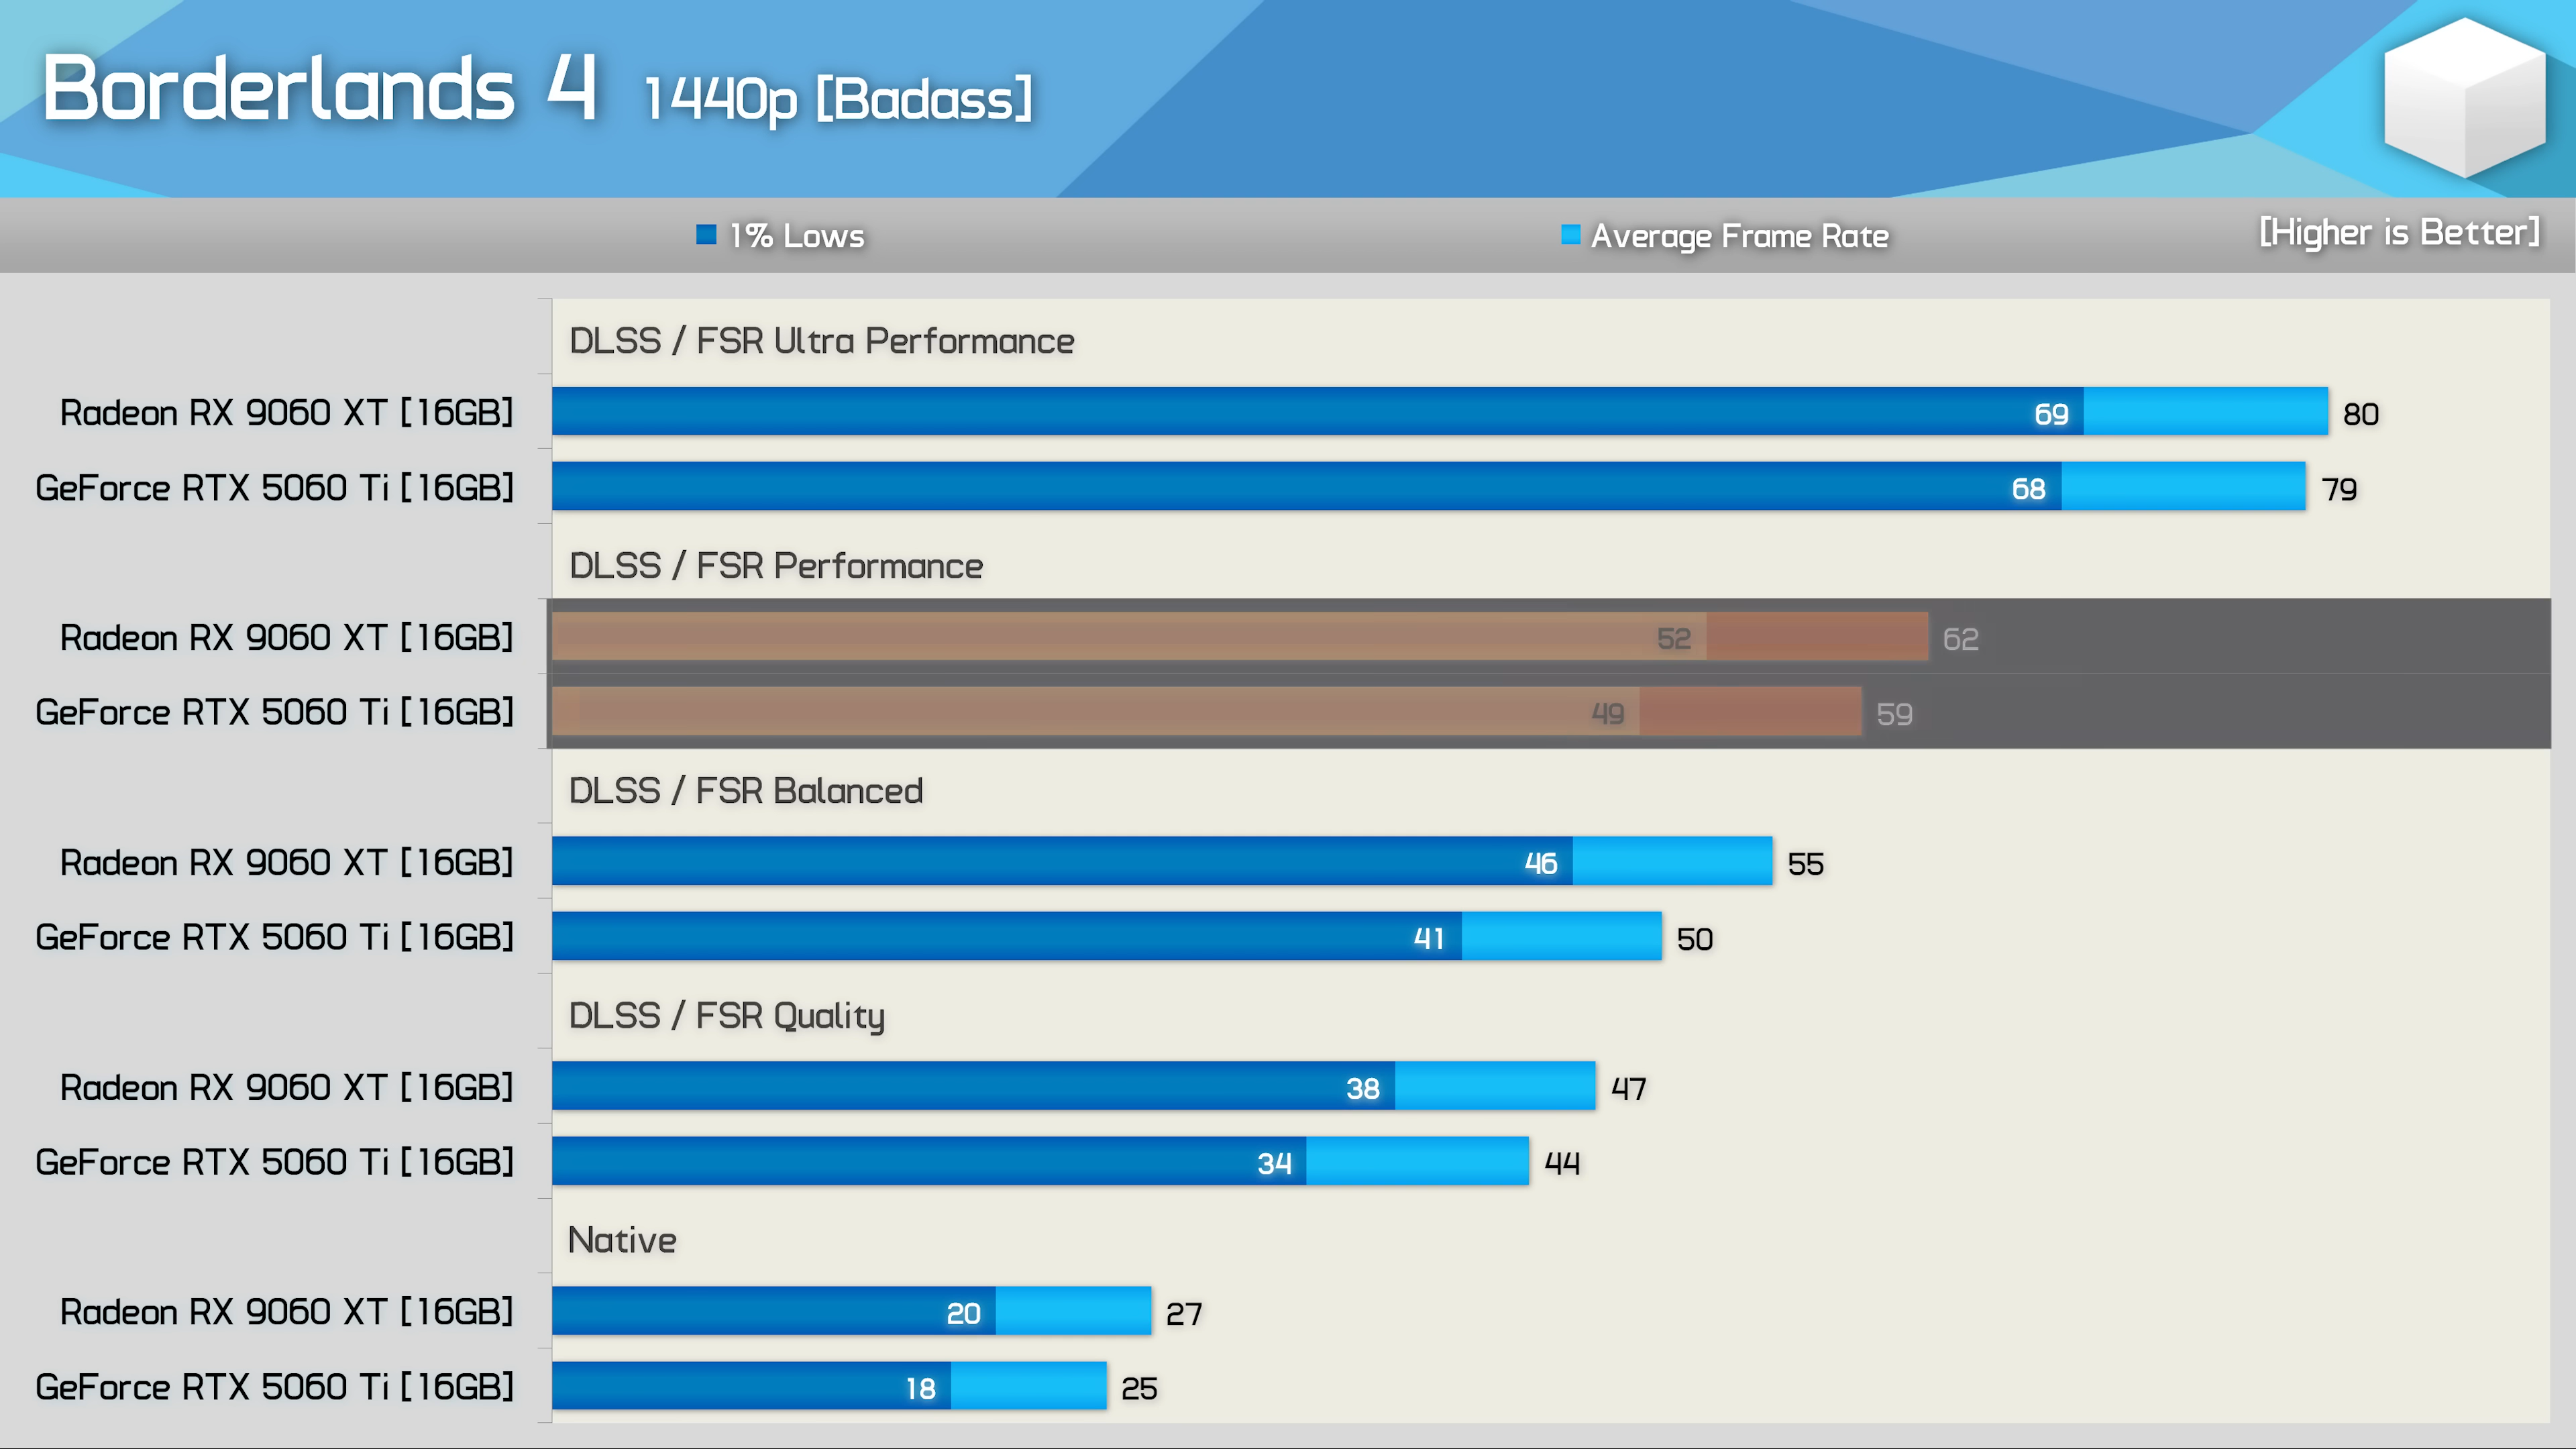 Borderlands 4 1440p [Badass]
1% Lows Average Frame Rate [Higher is Better]
DLSS / FSR Ultra Performance
Radeon RX 9060 XT [16GB] 69 80
GeForce RTX 5060 Ti [16GB] 68 79
DLSS / FSR Performance
Radeon RX 9060 XT [16GB] 52 62
GeForce RTX 5060 Ti [16GB] 49 59
DLSS / FSR Balanced
Radeon RX 9060 XT [16GB] 46 55
GeForce RTX 5060 Ti [16GB] 41 50
DLSS / FSR Quality
Radeon RX 9060 XT [16GB] 38 47
GeForce RTX 5060 Ti [16GB] 34 44
Native
Radeon RX 9060 XT [16GB] 20 27
GeForce RTX 5060 Ti [16GB] 18 25